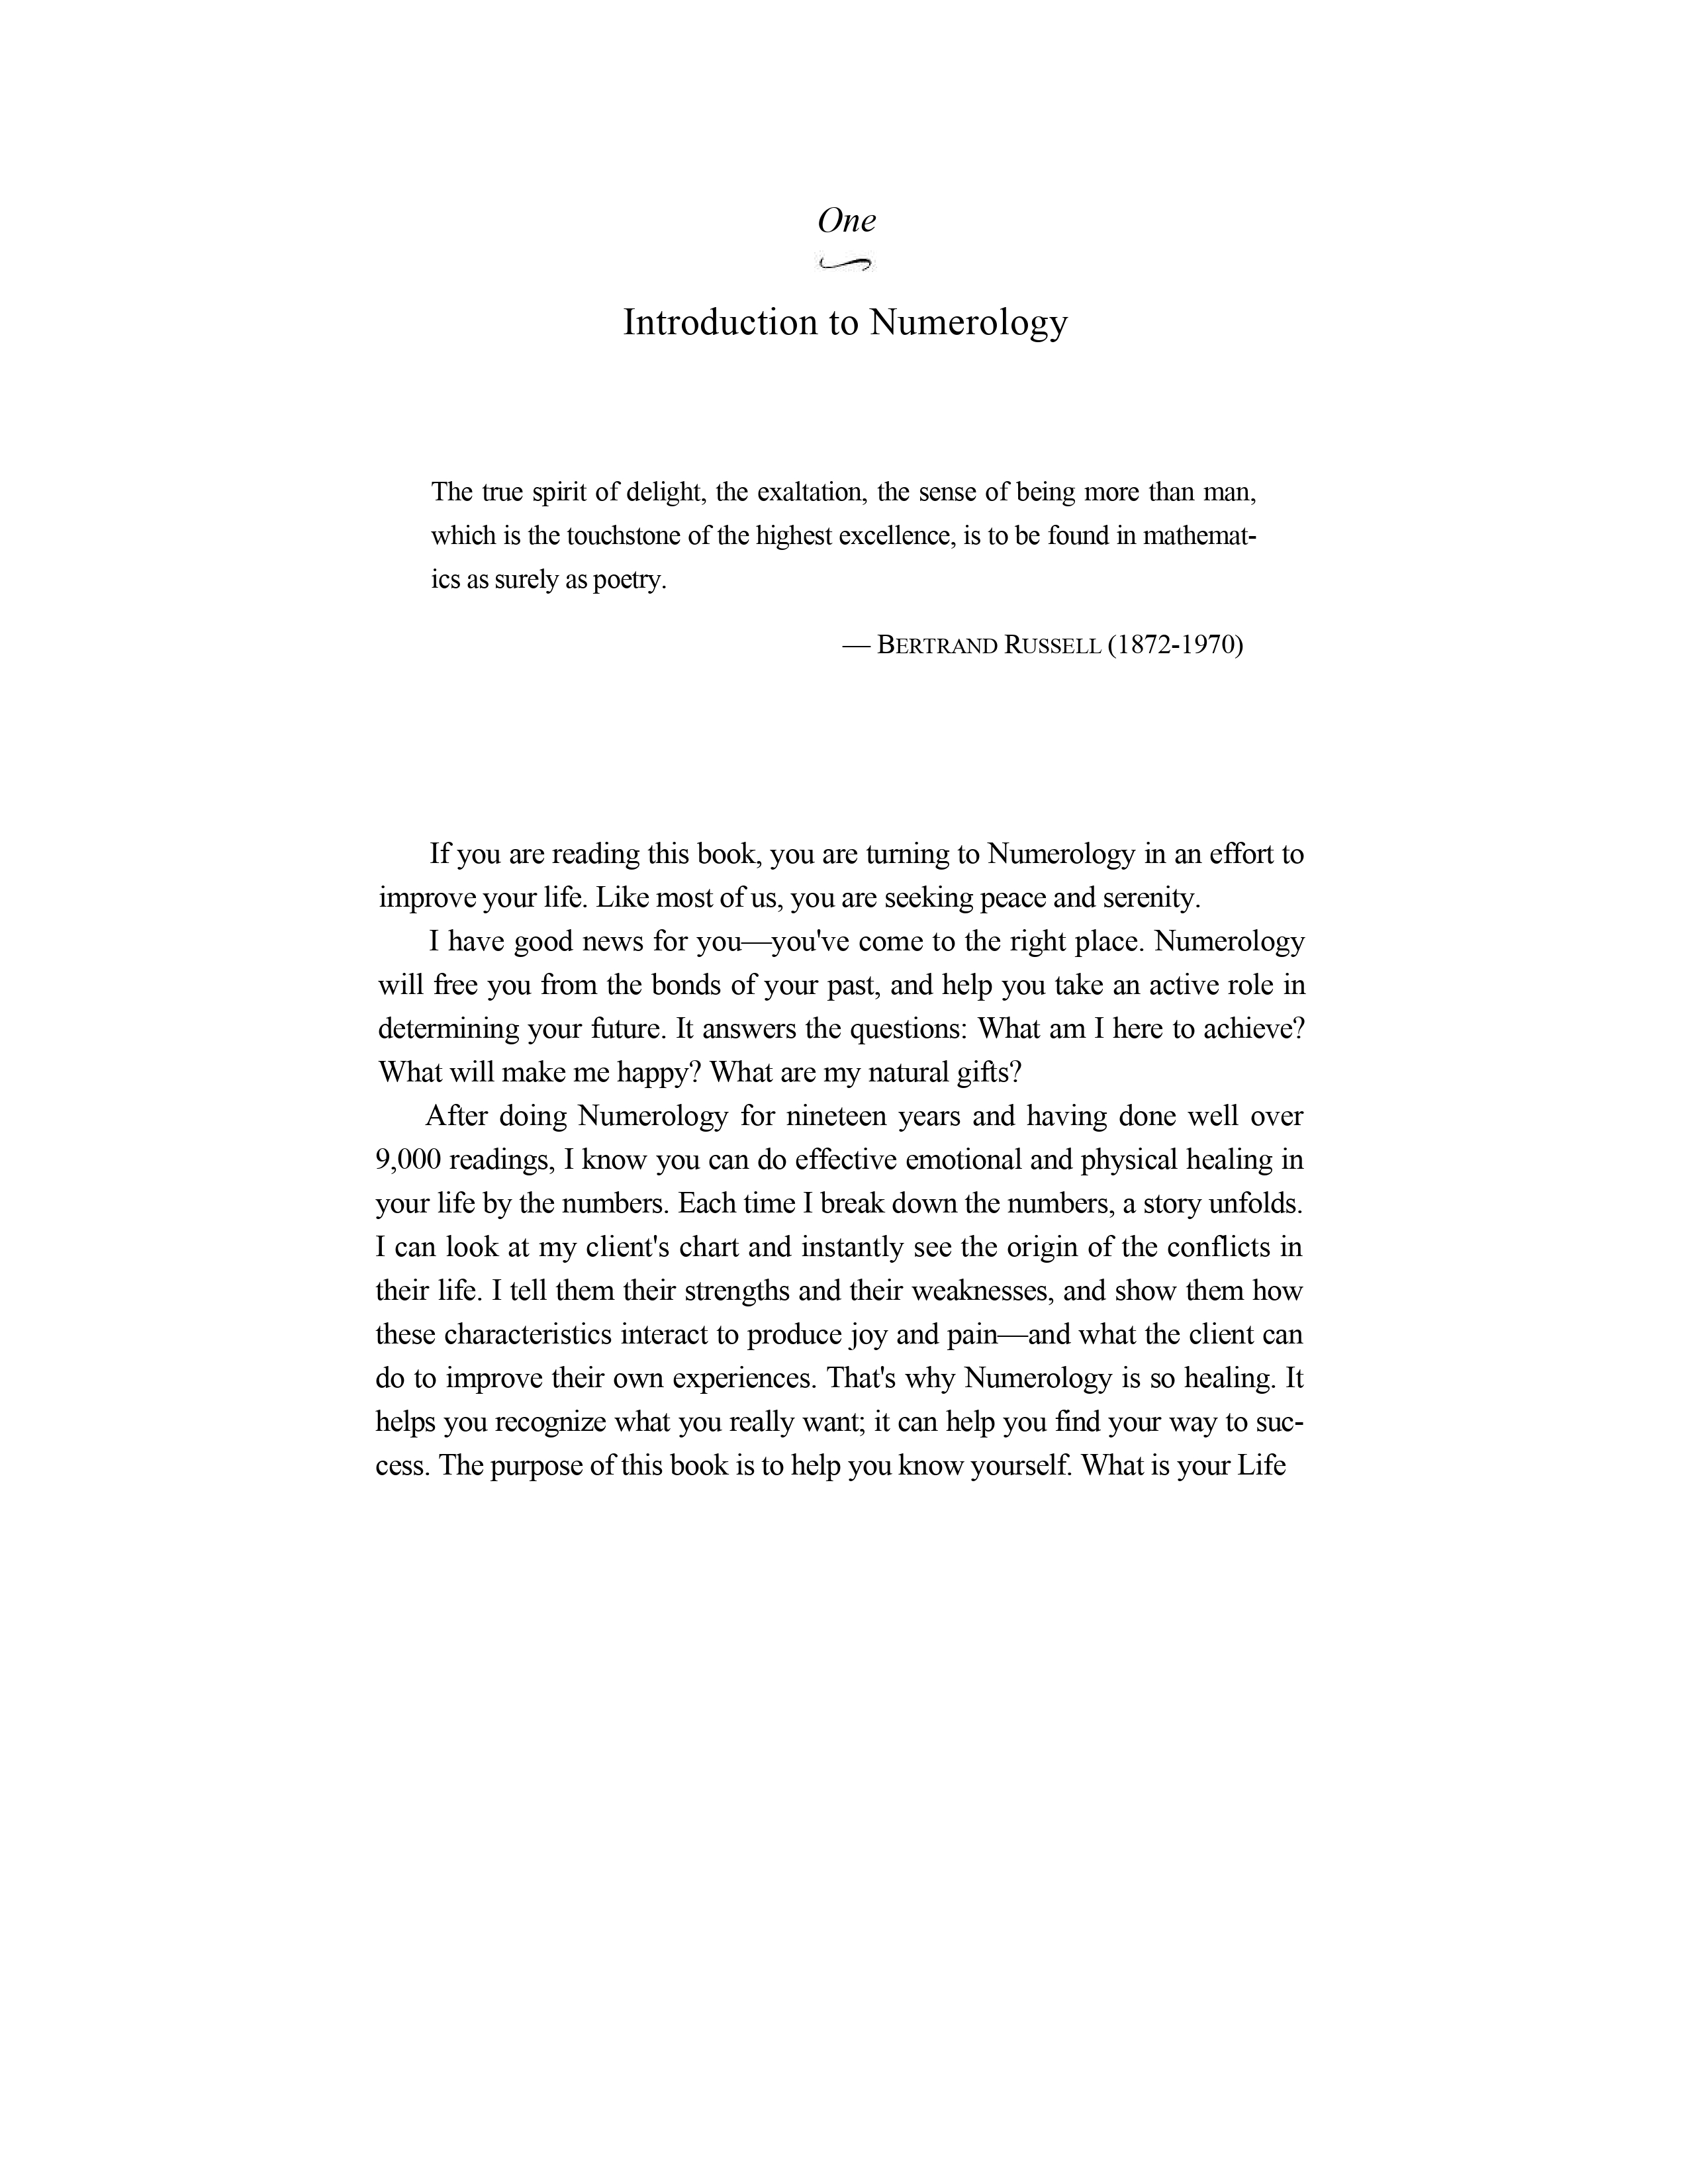 One
Introduction to Numerology
The true spirit of delight, the exaltation, the sense of being more than man,
which is the touchstone of the highest excellence, is to be found in mathemat-
ics as surely as poetry.
— BERTRAND RUSSELL (1872-1970)
If you are reading this book, you are turning to Numerology in an effort to
improve your life. Like most of us, you are seeking peace and serenity.
I have good news for you—you've come to the right place. Numerology
will free you from the bonds of your past, and help you take an active role in
determining your future. It answers the questions: What am I here to achieve?
What will make me happy? What are my natural gifts?
After doing Numerology for nineteen years and having done well over
9,000 readings, I know you can do effective emotional and physical healing in
your life by the numbers. Each time I break down the numbers, a story unfolds.
I can look at my client's chart and instantly see the origin of the conflicts in
their life. I tell them their strengths and their weaknesses, and show them how
these characteristics interact to produce joy and pain—and what the client can
do to improve their own experiences. That's why Numerology is so healing. It
helps you recognize what you really want; it can help you find your way to suc-
cess. The purpose of this book is to help you know yourself. What is your Life